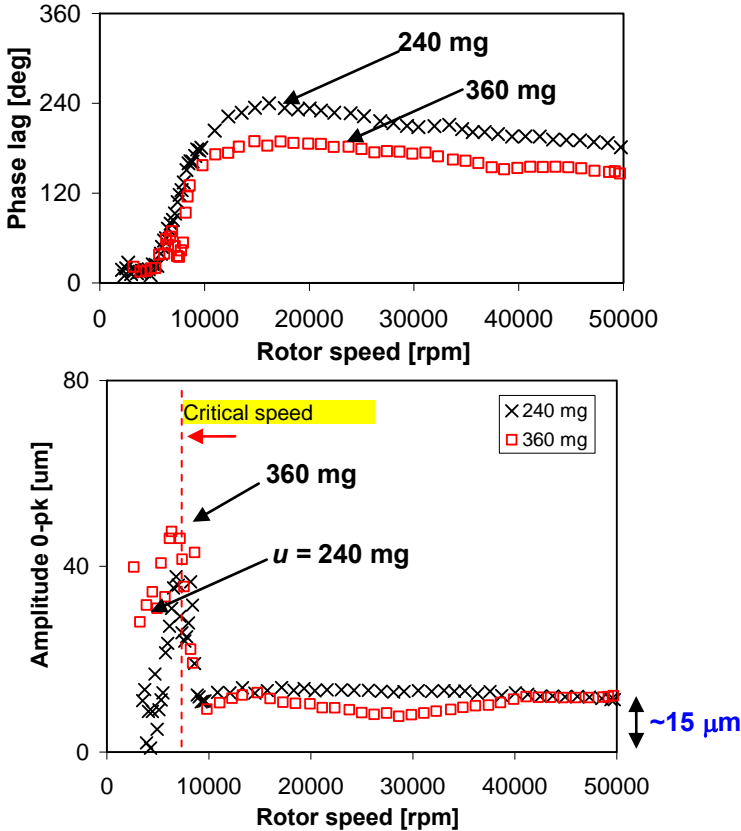 360
240
120
0
Phase lag [deg]
240 mg
360 mg
0 10000 20000 30000 40000 50000
Rotor speed [rpm]
80
40
0
Amplitude 0-pk [um]
Critical speed
240 mg
360 mg
360 mg
u = 240 mg
~15 μm
0 10000 20000 30000 40000 50000
Rotor speed [rpm]